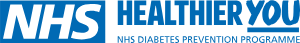 NHS HEALTHIER YOU
NHS DIABETES PREVENTION PROGRAMME